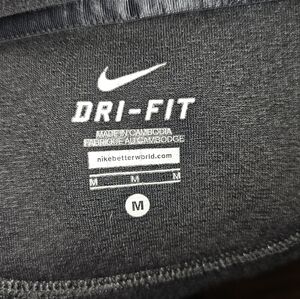 DRI-FIT
MADE IN CAMBODIA
FABRIQUÉ AU CAMBODGE
nikebetterworld.com
M M M
M